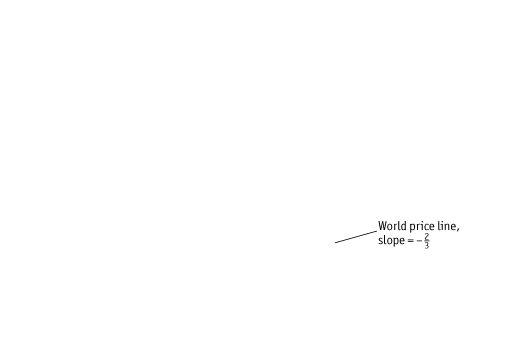 World price line,
slope = −2/3